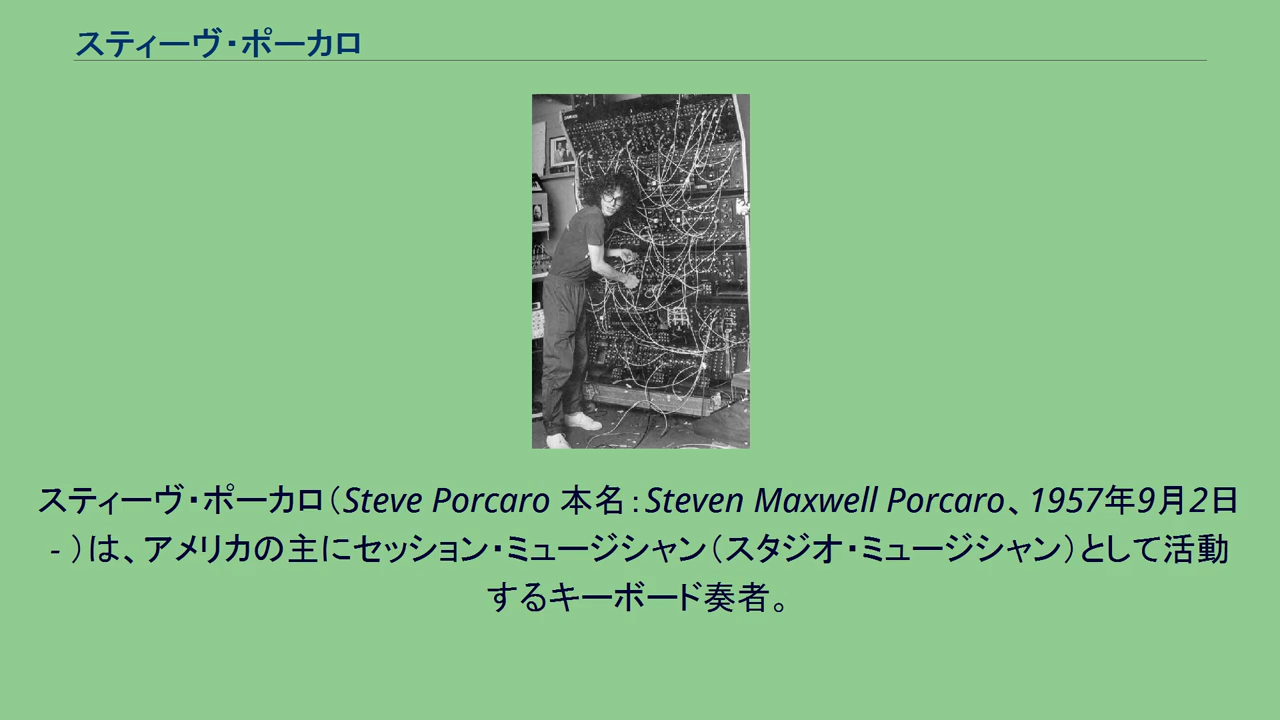 スティーヴ・ポーカロ
スティーヴ・ポーカロ（Steve Porcaro 本名：Steven Maxwell Porcaro、1957年9月2日
- ）は、アメリカの主にセッション・ミュージシャン（スタジオ・ミュージシャン）として活動
するキーボード奏者。